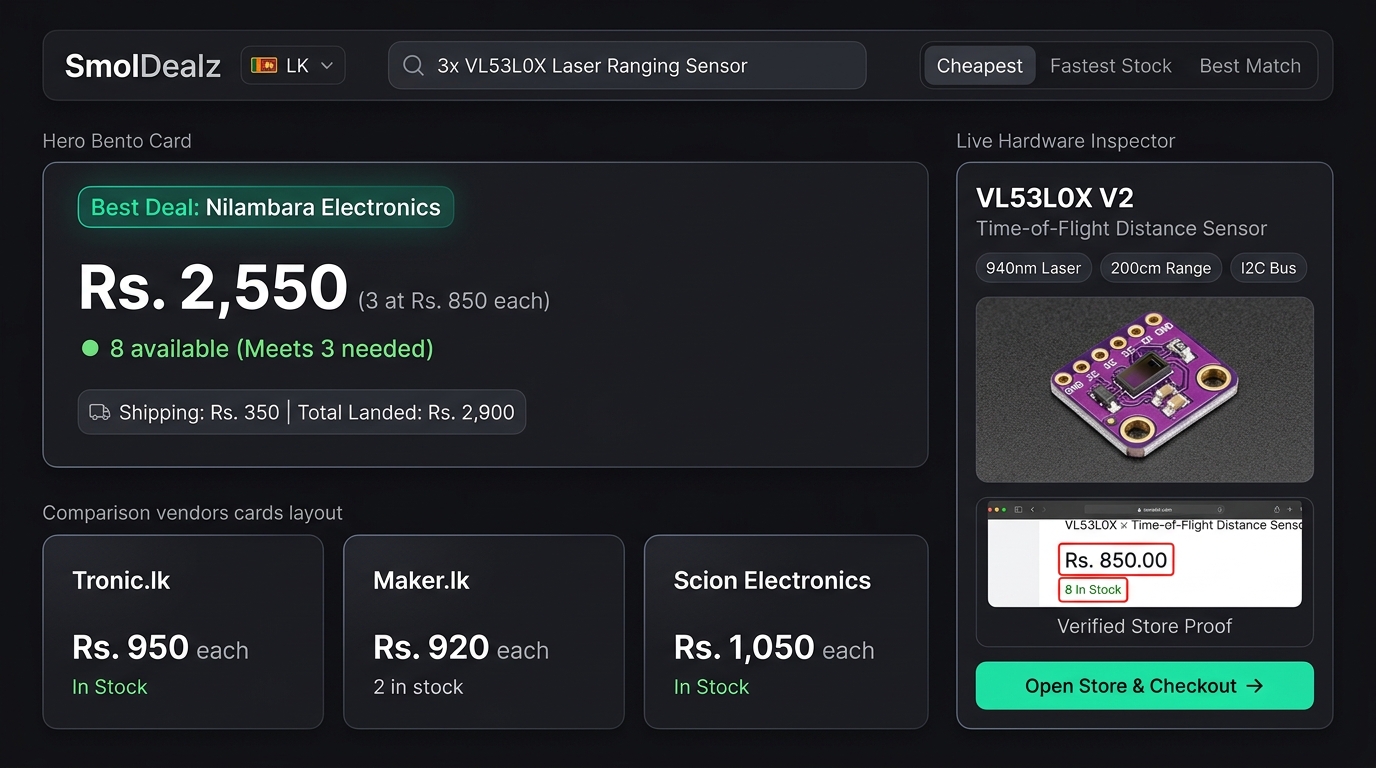 SmolDealz
LK
3x VL53L0X Laser Ranging Sensor
Cheapest
Fastest Stock
Best Match
Hero Bento Card
Best Deal: Nilambara Electronics
Rs. 2,550 (3 at Rs. 850 each)
8 available (Meets 3 needed)
Shipping: Rs. 350 | Total Landed: Rs. 2,900
Comparison vendors cards layout
Tronic.lk
Rs. 950 each
In Stock
Maker.lk
Rs. 920 each
2 in stock
Scion Electronics
Rs. 1,050 each
In Stock
Live Hardware Inspector
VL53L0X V2
Time-of-Flight Distance Sensor
940nm Laser
200cm Range
I2C Bus
VL53L0X × Time-of-Flight Distance Senso
Rs. 850.00
8 In Stock
Verified Store Proof
Open Store & Checkout →